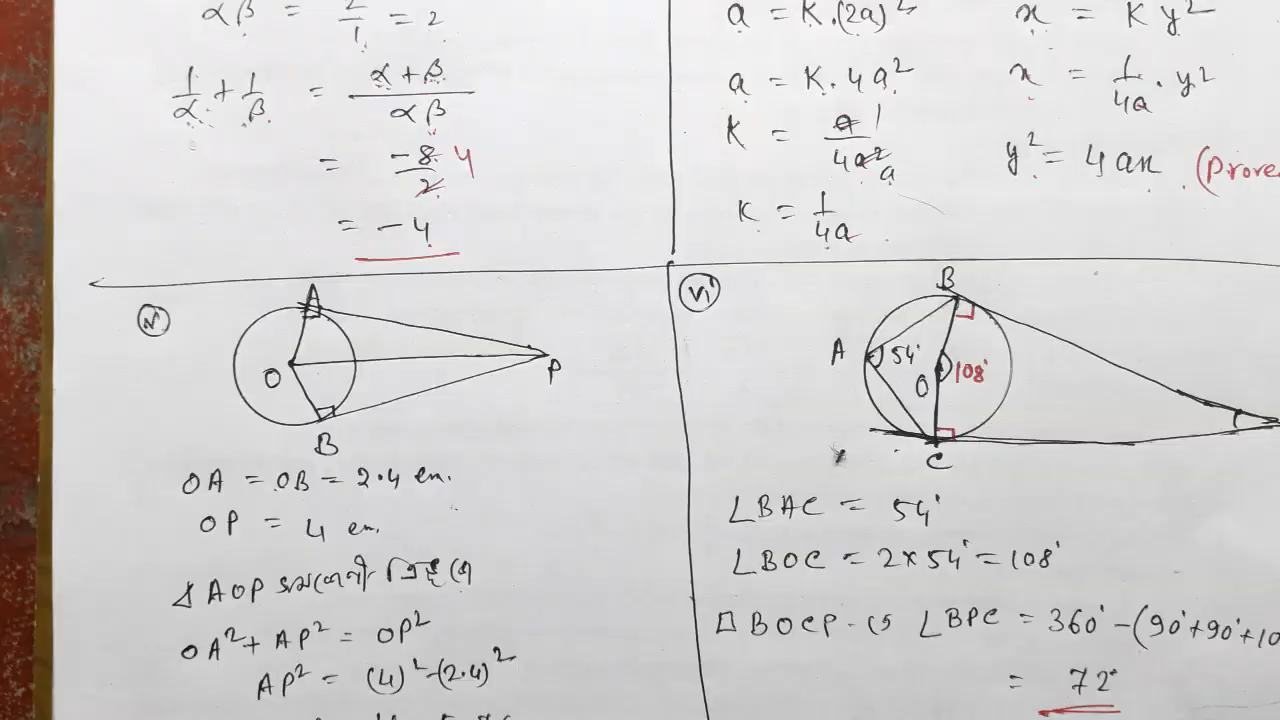 αβ = 2/1 = 2
1/α + 1/β = α+β/αβ
= -8/2 4
= -4
a = K.(2a)²
a = K.4a²
K = a 1/4a² a
K = 1/4a
x = K y²
x = 1/4a . y²
y² = 4ax (Prove
A
O
P
B
OA = OB = 2.4 cm.
OP = 4 cm.
AOP সমকোণী ত্রিভুজে
OA² + AP² = OP²
AP² = (4)² - (2.4)²
vi
B
A
54°
O
108°
C
∠BAC = 54°
∠BOC = 2×54° = 108°
□ BOCP - এ ∠BPC = 360° - (90°+90°+10
= 72°